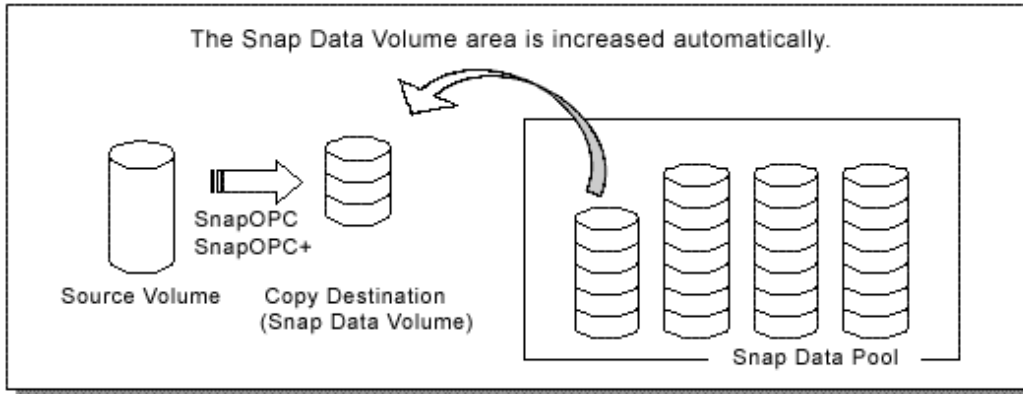 The Snap Data Volume area is increased automatically.
SnapOPC
SnapOPC+
Source Volume
Copy Destination
(Snap Data Volume)
Snap Data Pool